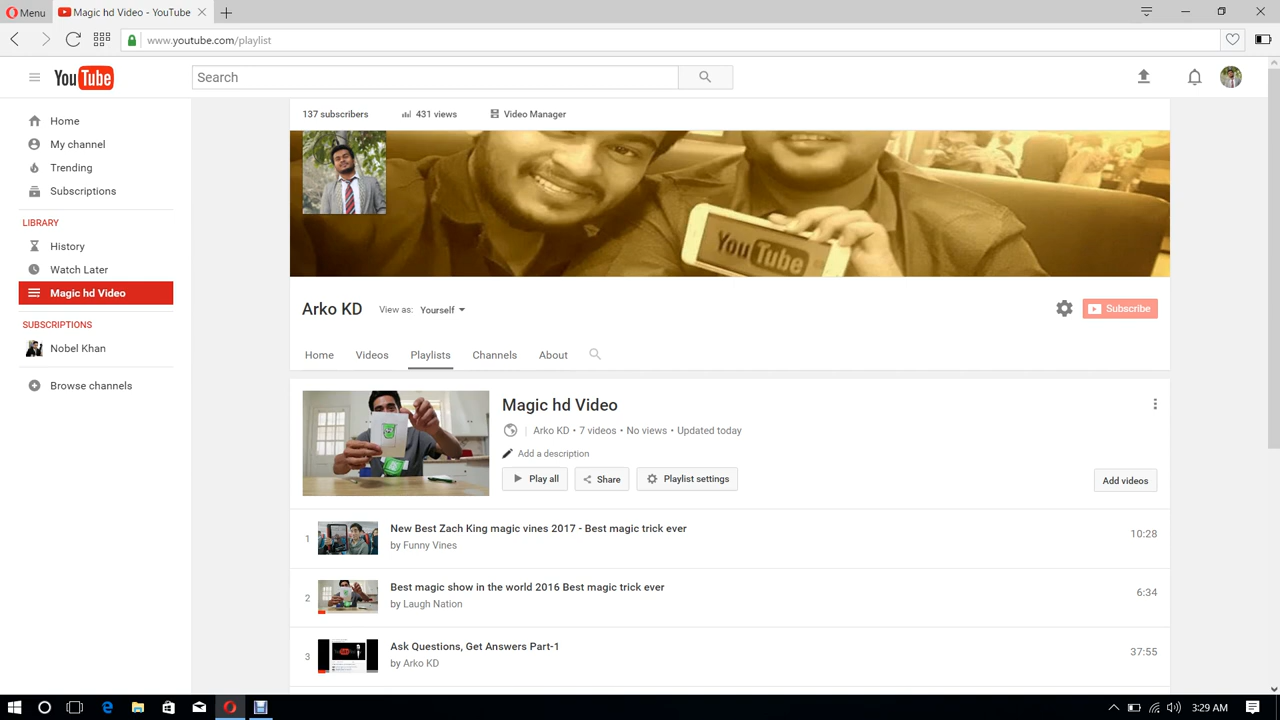 Menu
Magic hd Video - YouTube
www.youtube.com/playlist
YouTube
Search
Home
My channel
Trending
Subscriptions
LIBRARY
History
Watch Later
Magic hd Video
SUBSCRIPTIONS
Nobel Khan
Browse channels
137 subscribers
431 views
Video Manager
YouTube
Arko KD
View as: Yourself
Subscribe
Home
Videos
Playlists
Channels
About
Magic hd Video
Arko KD • 7 videos • No views • Updated today
Add a description
Play all
Share
Playlist settings
Add videos
1
New Best Zach King magic vines 2017 - Best magic trick ever
by Funny Vines
10:28
2
Best magic show in the world 2016 Best magic trick ever
by Laugh Nation
6:34
3
Ask Questions, Get Answers Part-1
by Arko KD
37:55
3:29 AM